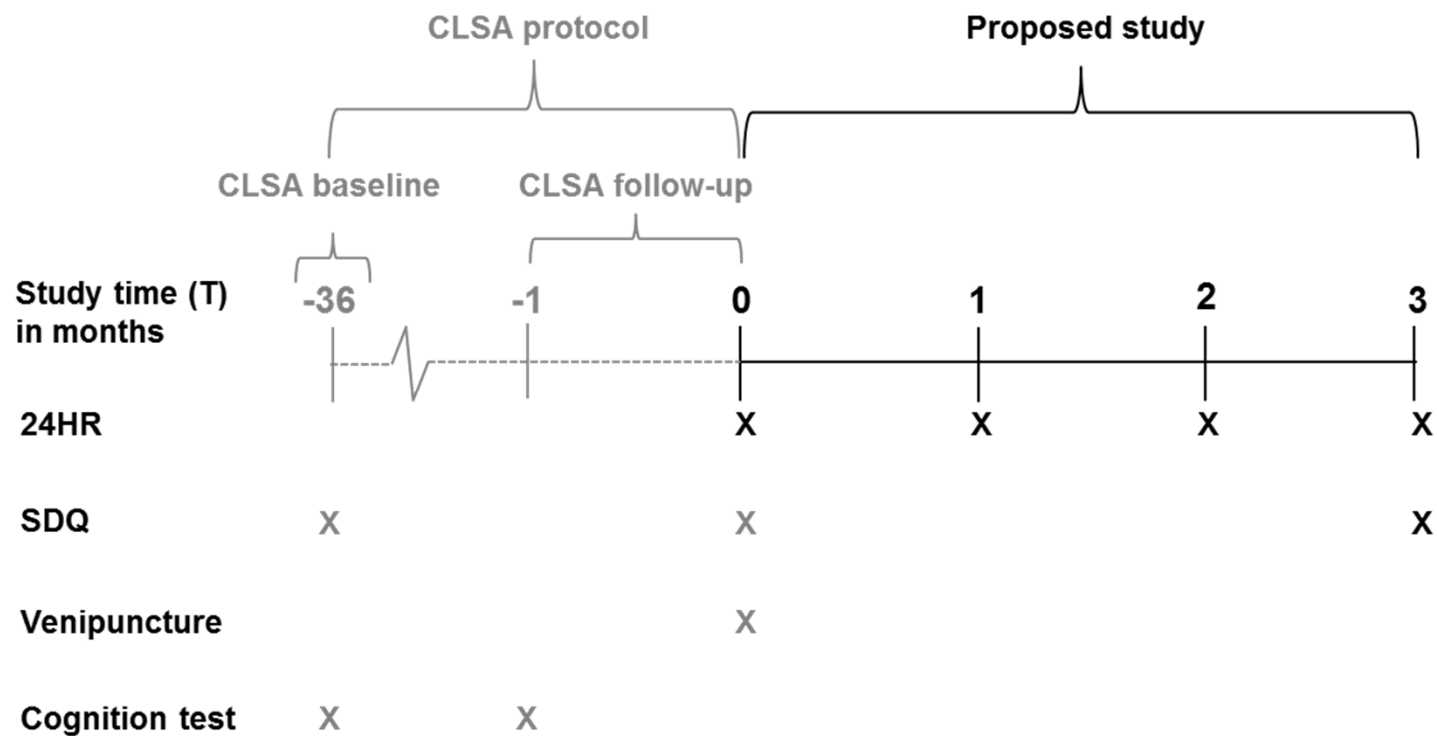 CLSA protocol Proposed study
CLSA baseline CLSA follow-up
Study time (T) -36 -1 0 1 2 3
in months
24HR X X X X
SDQ X X X
Venipuncture X
Cognition test X X